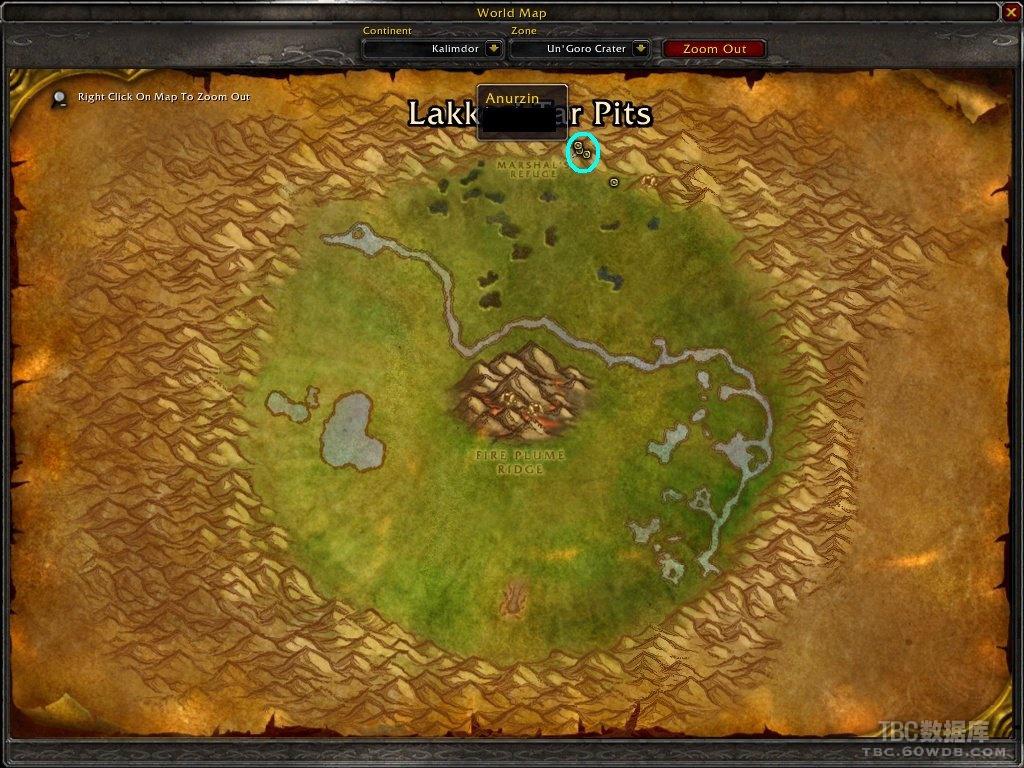 World Map
Continent
Zone
Kalimdor
Un'Goro Crater
Zoom Out
Right Click On Map To Zoom Out
Anurzin
Lakk Tar Pits
MARSHAL'S
REFUGE
FIRE PLUME
RIDGE
TBC数据库
TBC.60WDB.COM